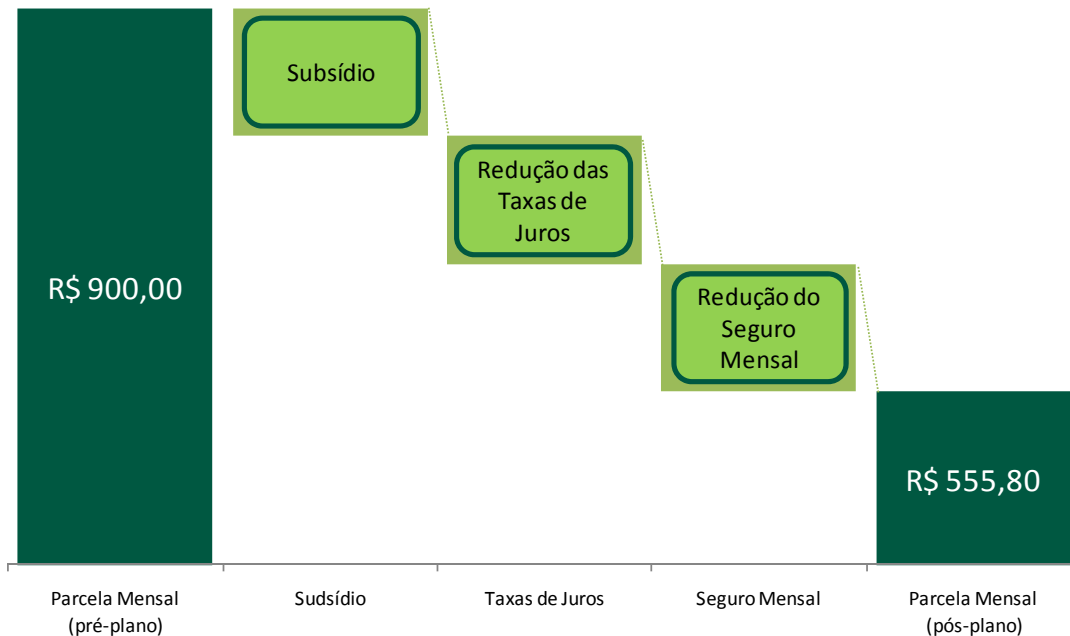 Subsídio
Redução das
Taxas de
Juros
R$ 900,00
Redução do
Seguro
Mensal
R$ 555,80
Parcela Mensal
(pré-plano)
Sudsídio
Taxas de Juros
Seguro Mensal
Parcela Mensal
(pós-plano)